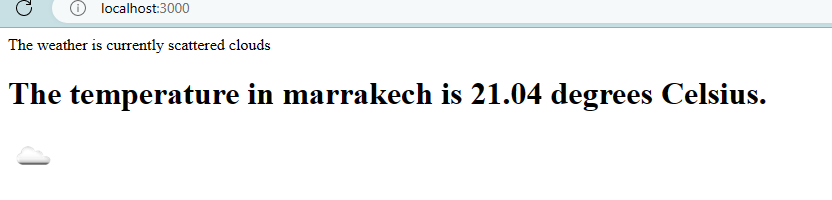 localhost:3000
The weather is currently scattered clouds
The temperature in marrakech is 21.04 degrees Celsius.